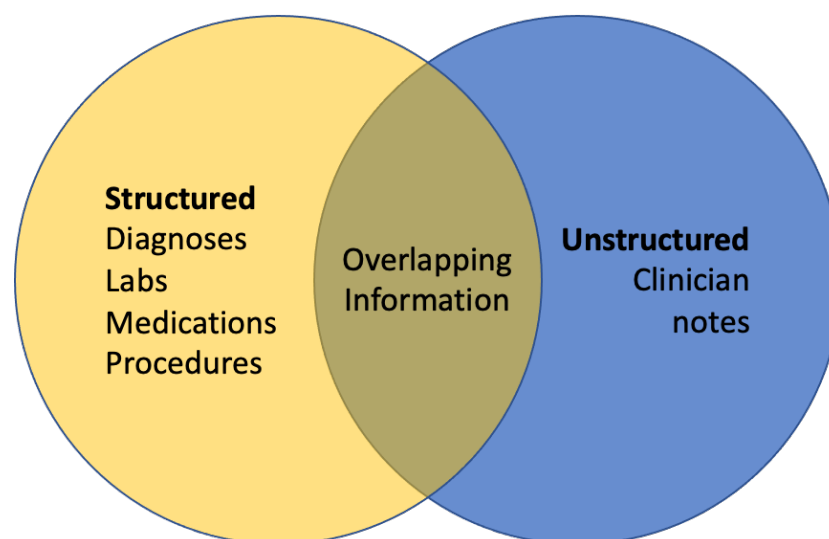 Structured
Diagnoses
Labs
Medications
Procedures
Overlapping
Information
Unstructured
Clinician
notes